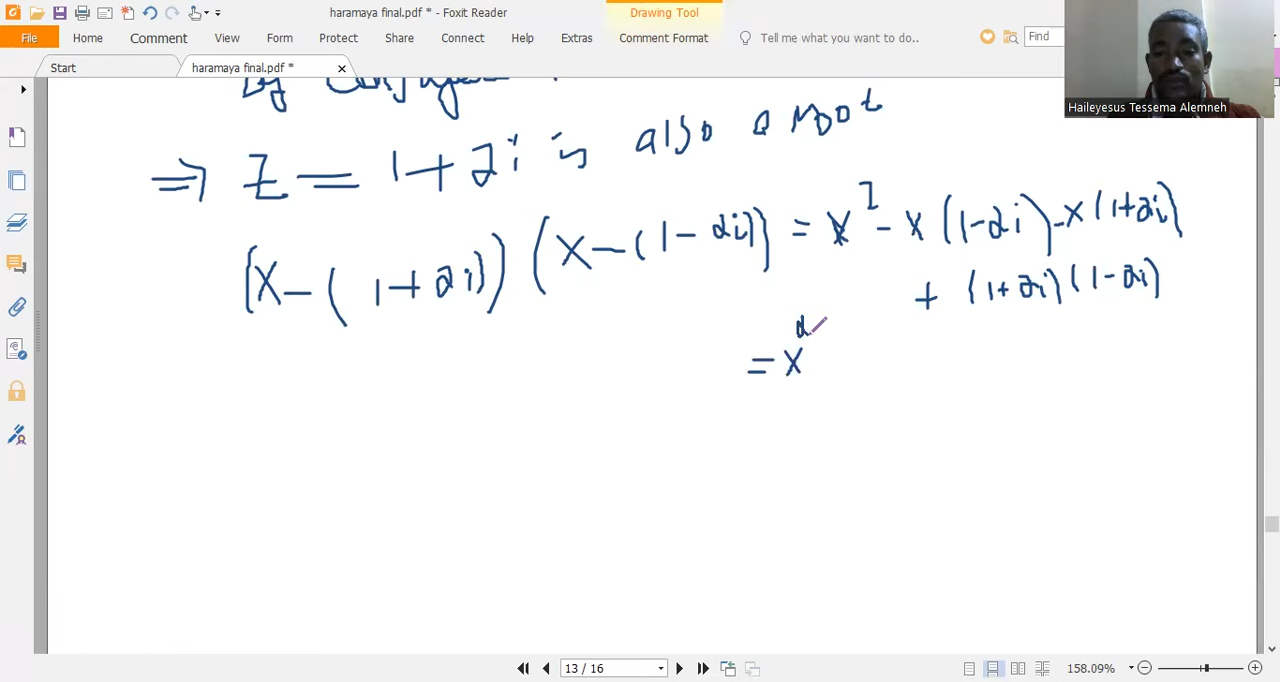 haramaya final.pdf * - Foxit Reader
Drawing Tool
File Home Comment View Form Protect Share Connect Help Extras Comment Format Tell me what you want to do.. Find
Start haramaya final.pdf *
Haileyesus Tessema Alemneh
By
⇒ Z = 1 + 2i is also a root
(x - (1 + 2i)) (x - (1 - 2i)) = x² - x (1 - 2i) - x (1 + 2i)
+ (1 + 2i)(1 - 2i)
= x²
13 / 16
158.09%